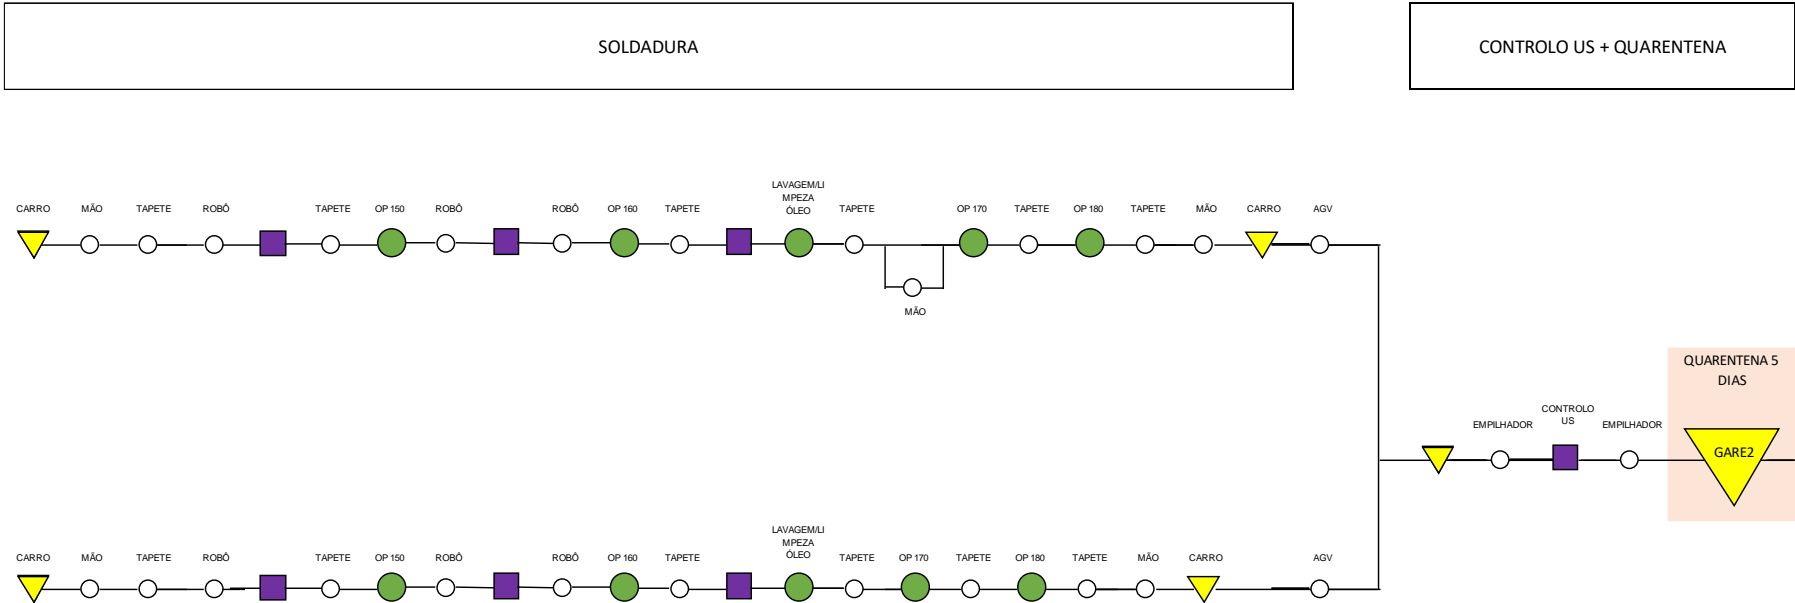 SOLDADURA
CONTROLO US + QUARENTENA
LAVAGEM/LI
MPEZA
ÓLEO
CARRO MÃO TAPETE ROBÔ TAPETE OP 150 ROBÔ ROBÔ OP 160 TAPETE TAPETE OP 170 TAPETE OP 180 TAPETE MÃO CARRO AGV
MÃO
QUARENTENA 5
DIAS
CONTROLO
US
EMPILHADOR EMPILHADOR
GARE2
LAVAGEM/LI
MPEZA
ÓLEO
CARRO MÃO TAPETE ROBÔ TAPETE OP 150 ROBÔ ROBÔ OP 160 TAPETE TAPETE OP 170 TAPETE OP 180 TAPETE MÃO CARRO AGV